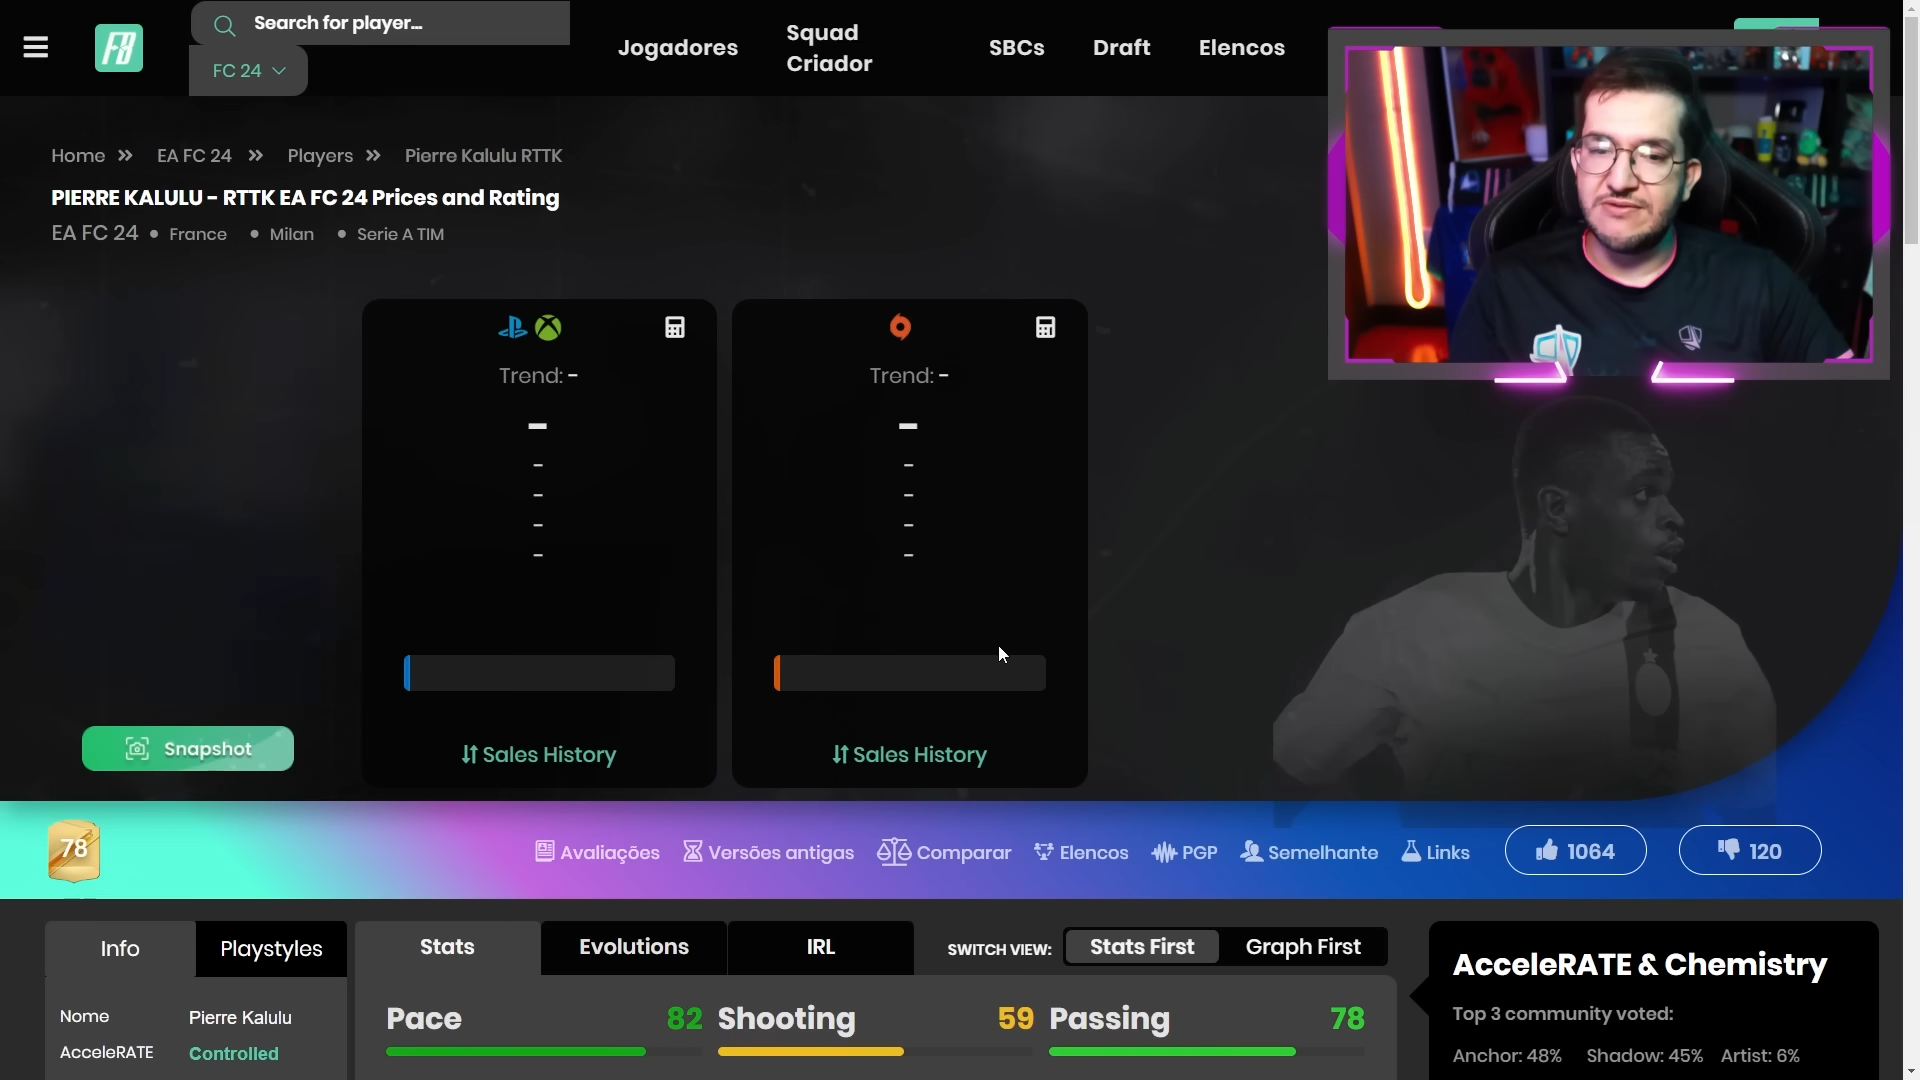 Search for player...
FC 24
Jogadores
Squad
Criador
SBCs
Draft
Elencos
Home » EA FC 24 » Players » Pierre Kalulu RTTK
PIERRE KALULU - RTTK EA FC 24 Prices and Rating
EA FC 24 • France • Milan • Serie A TIM
Trend: -
-
-
-
-
-
Sales History
Trend: -
-
-
-
-
-
Sales History
Snapshot
78
Avaliações
Versões antigas
Comparar
Elencos
PGP
Semelhante
Links
1064
120
Info
Playstyles
Nome Pierre Kalulu
AcceleRATE Controlled
Stats
Evolutions
IRL
SWITCH VIEW: Stats First Graph First
Pace 82
Shooting 59
Passing 78
AcceleRATE & Chemistry
Top 3 community voted:
Anchor: 48% Shadow: 45% Artist: 6%